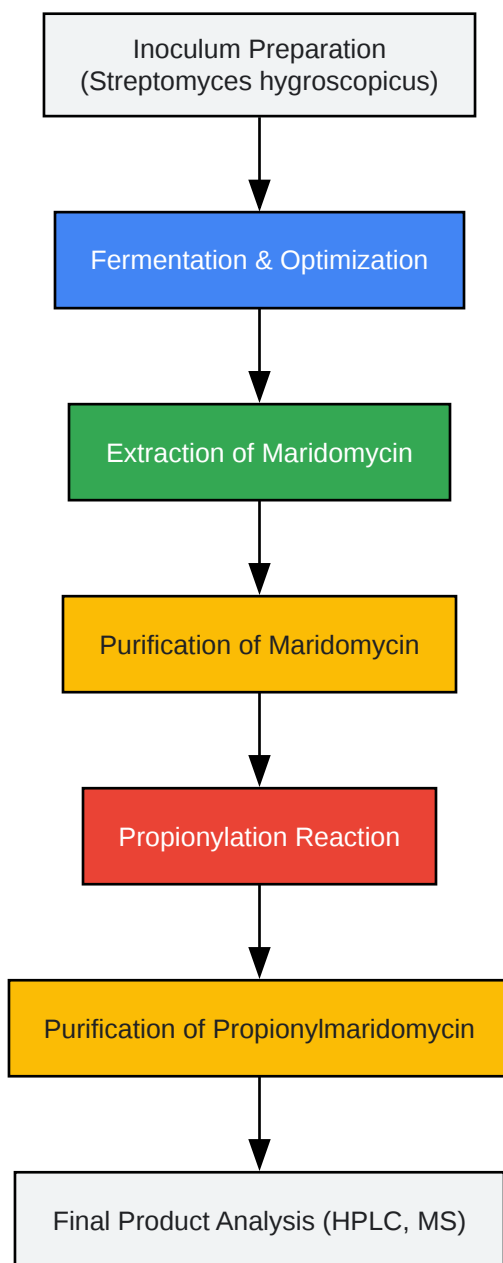 Inoculum Preparation
(Streptomyces hygroscopicus)
Fermentation & Optimization
Extraction of Maridomycin
Purification of Maridomycin
Propionylation Reaction
Purification of Propionylmaridomycin
Final Product Analysis (HPLC, MS)